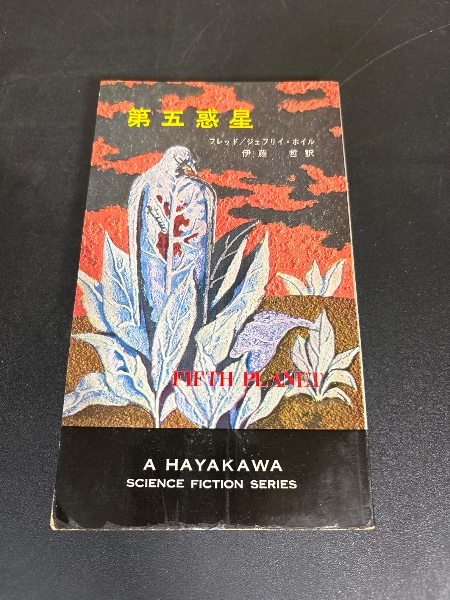 第五惑星
フレッド/ジェフリイ・ホイル
伊藤 哲訳
FIFTH PLANET
A HAYAKAWA
SCIENCE FICTION SERIES